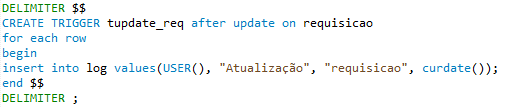 DELIMITER $$
CREATE TRIGGER tupdate_req after update on requisicao
for each row
begin
insert into log values(USER(), "Atualização", "requisicao", curdate());
end $$
DELIMITER ;